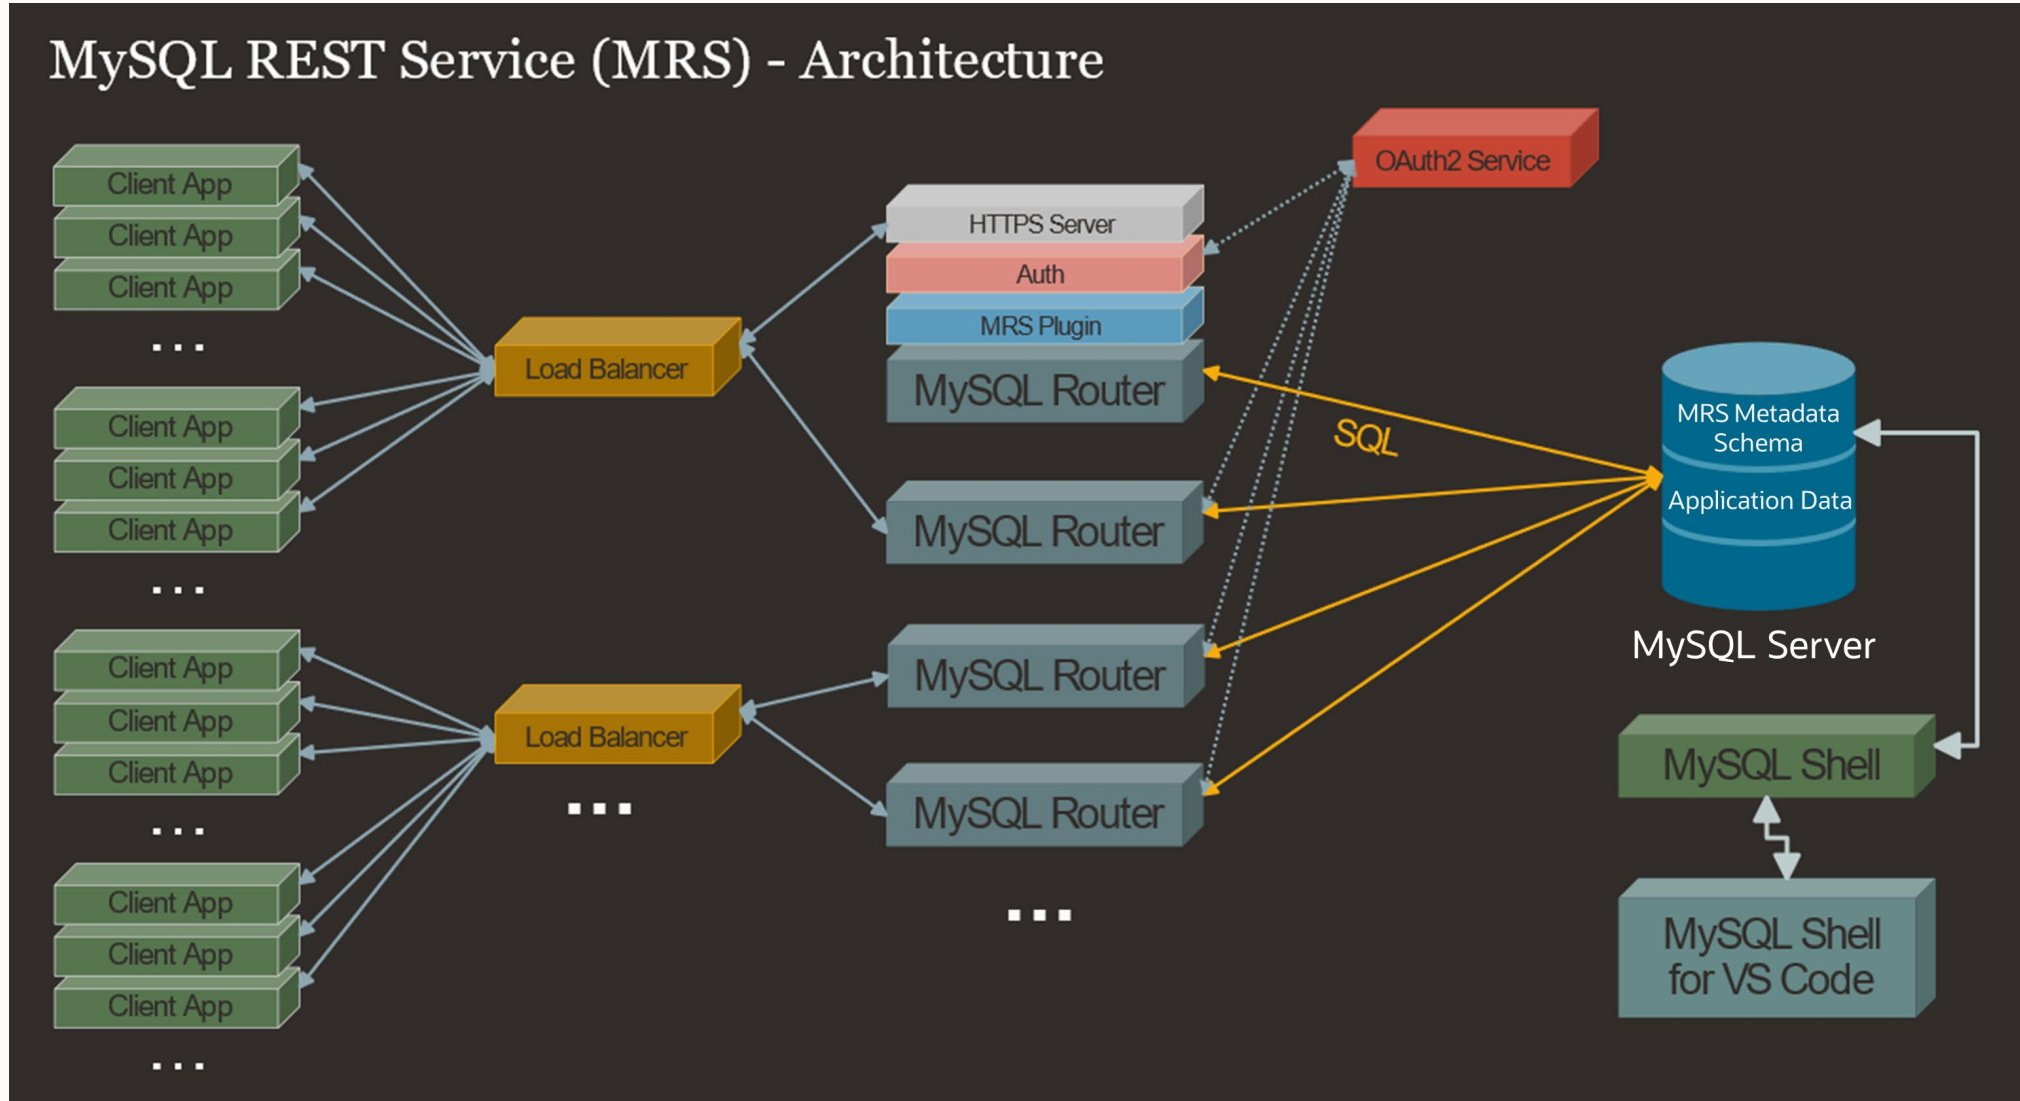 MySQL REST Service (MRS) - Architecture
Client App
Client App
Client App
...
Client App
Client App
Client App
...
Client App
Client App
Client App
...
Client App
Client App
Client App
...
Load Balancer
Load Balancer
...
HTTPS Server
Auth
MRS Plugin
MySQL Router
MySQL Router
MySQL Router
MySQL Router
...
OAuth2 Service
SQL
MRS Metadata
Schema
Application Data
MySQL Server
MySQL Shell
MySQL Shell
for VS Code